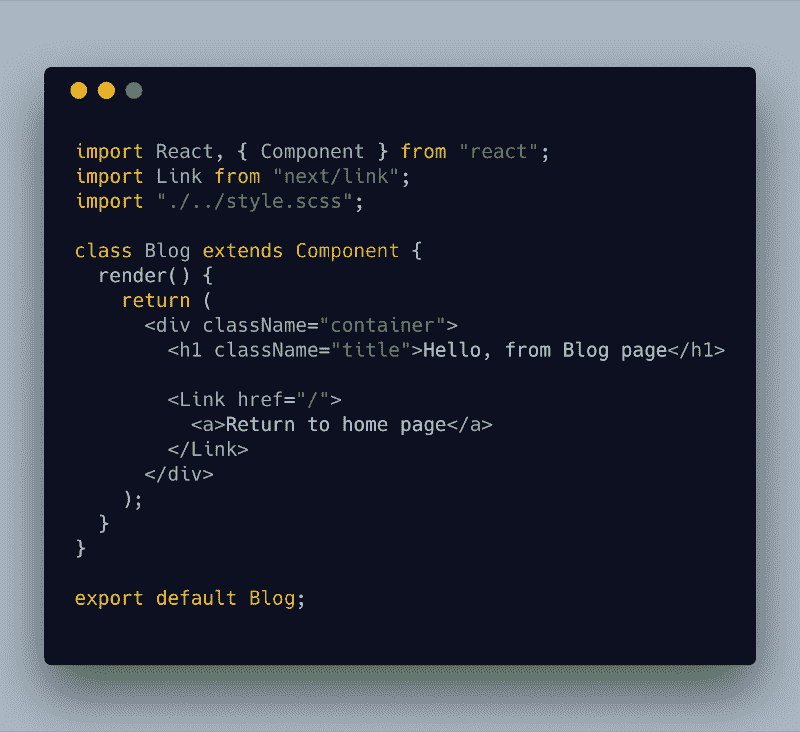 import React, { Component } from "react";
import Link from "next/link";
import "./../style.scss";

class Blog extends Component {
  render() {
    return (
      <div className="container">
        <h1 className="title">Hello, from Blog page</h1>

        <Link href="/">
          <a>Return to home page</a>
        </Link>
      </div>
    );
  }
}

export default Blog;